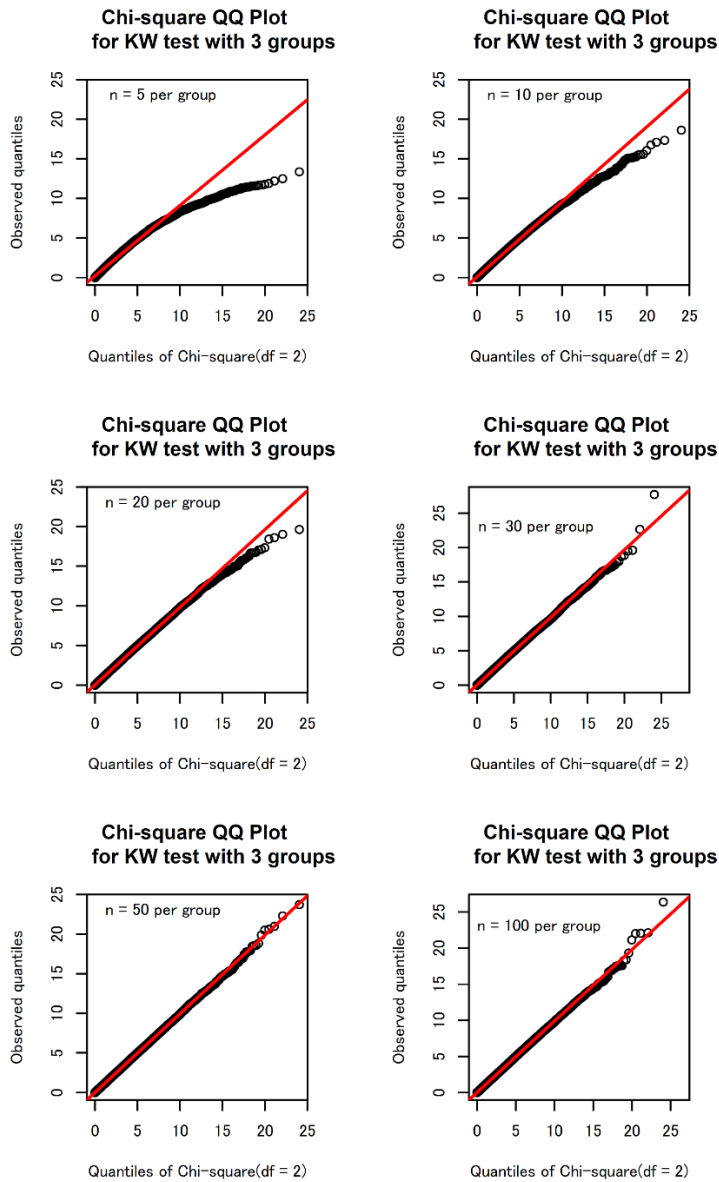 Chi-square QQ Plot
for KW test with 3 groups
n = 5 per group
Observed quantiles
0 5 10 15 20 25
0 5 10 15 20 25
Quantiles of Chi-square(df = 2)
Chi-square QQ Plot
for KW test with 3 groups
n = 10 per group
Observed quantiles
0 5 10 15 20 25
0 5 10 15 20 25
Quantiles of Chi-square(df = 2)
Chi-square QQ Plot
for KW test with 3 groups
n = 20 per group
Observed quantiles
0 5 10 15 20 25
0 5 10 15 20 25
Quantiles of Chi-square(df = 2)
Chi-square QQ Plot
for KW test with 3 groups
n = 30 per group
Observed quantiles
0 5 10 15 20 25
0 5 10 15 20 25
Quantiles of Chi-square(df = 2)
Chi-square QQ Plot
for KW test with 3 groups
n = 50 per group
Observed quantiles
0 5 10 15 20 25
0 5 10 15 20 25
Quantiles of Chi-square(df = 2)
Chi-square QQ Plot
for KW test with 3 groups
n = 100 per group
Observed quantiles
0 5 10 15 20 25
0 5 10 15 20 25
Quantiles of Chi-square(df = 2)